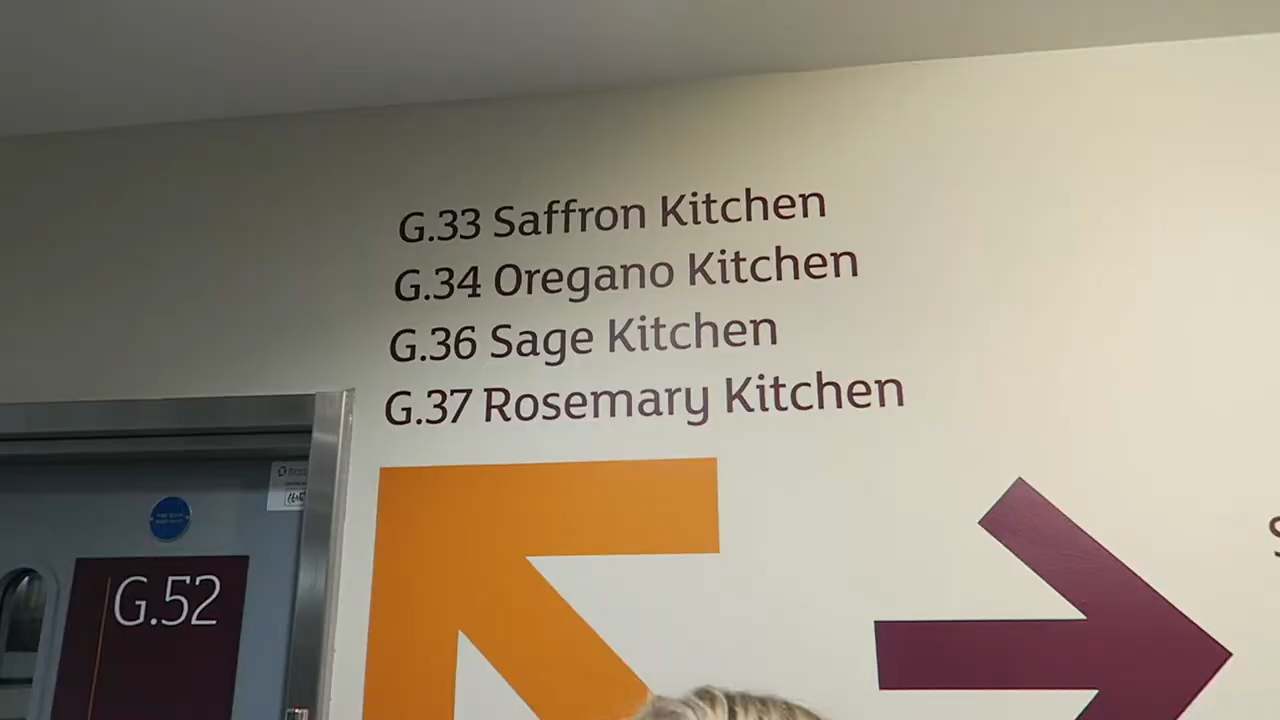 G.33 Saffron Kitchen
G.34 Oregano Kitchen
G.36 Sage Kitchen
G.37 Rosemary Kitchen
G.52